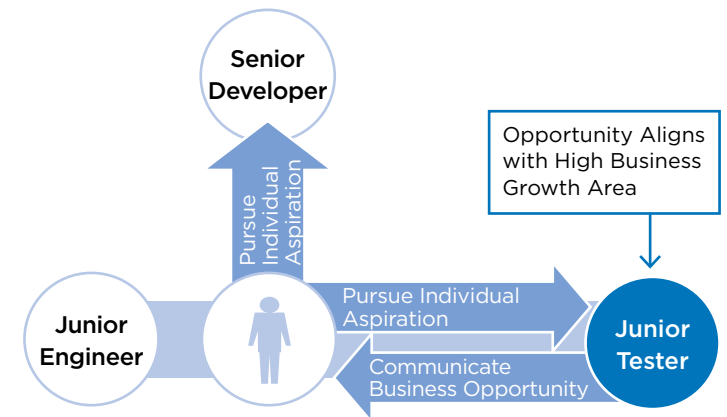 Senior
Developer
Opportunity Aligns
with High Business
Growth Area
Pursue
Individual
Aspiration
Pursue Individual
Aspiration
Junior
Engineer
Junior
Tester
Communicate
Business Opportunity